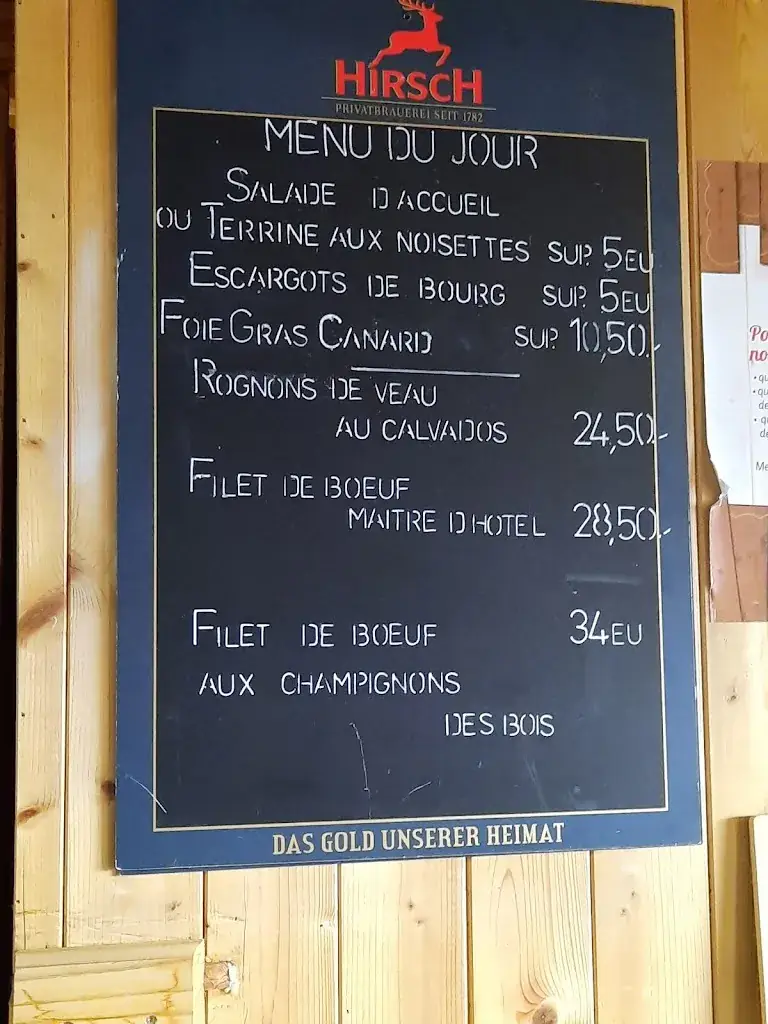 HIRSCH
PRIVATBRAUEREI SEIT 1782
MENU DU JOUR
SALADE D ACCUEIL
OU TERRINE AUX NOISETTES SUP. 5EU
ESCARGOTS DE BOURG SUP. 5EU
FOIE GRAS CANARD SUP. 10,50.-
ROGNONS DE VEAU
AU CALVADOS 24,50.-
FILET DE BOEUF
MAITRE D HOTEL 28,50.-
FILET DE BOEUF 34EU
AUX CHAMPIGNONS
DES BOIS
DAS GOLD UNSERER HEIMAT